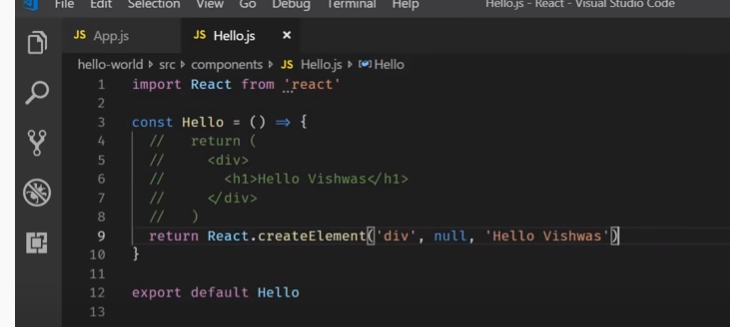 File Edit Selection View Go Debug Terminal Help Hello.js - React - Visual Studio Code
JS App.js JS Hello.js ×
hello-world ▸ src ▸ components ▸ JS Hello.js ▸ Hello
1 import React from 'react'
2
3 const Hello = () => {
4 // return (
5 // <div>
6 // <h1>Hello Vishwas</h1>
7 // </div>
8 // )
9 return React.createElement('div', null, 'Hello Vishwas')
10 }
11
12 export default Hello
13